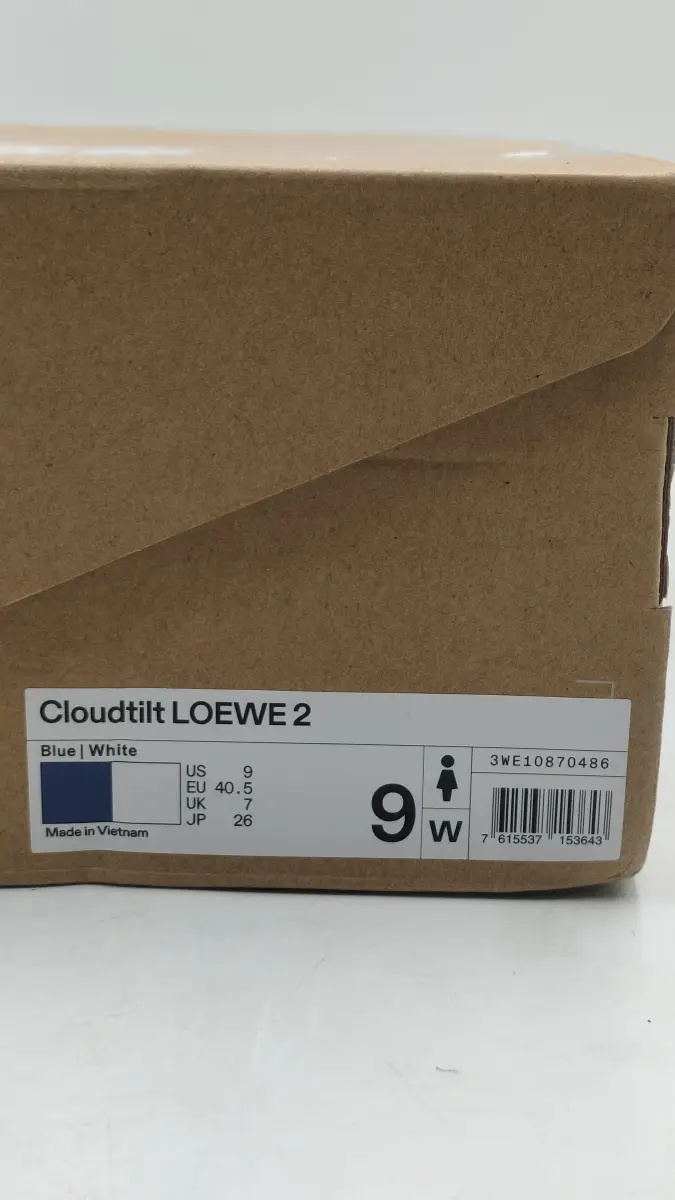 Cloudtilt LOEWE 2
Blue | White
US 9
EU 40.5
UK 7
JP 26
Made in Vietnam
9
W
3WE10870486
7 615537 153643